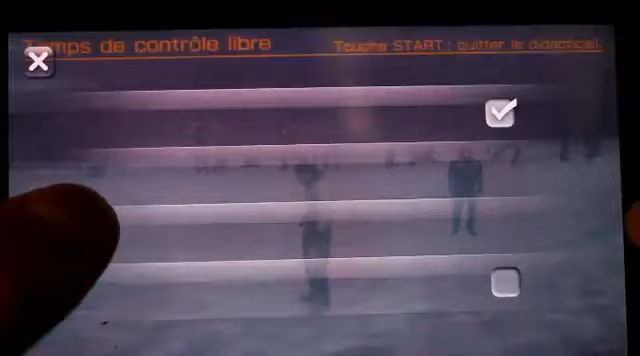 Temps de contrôle libre
Touche START : quitter le didacticiel.